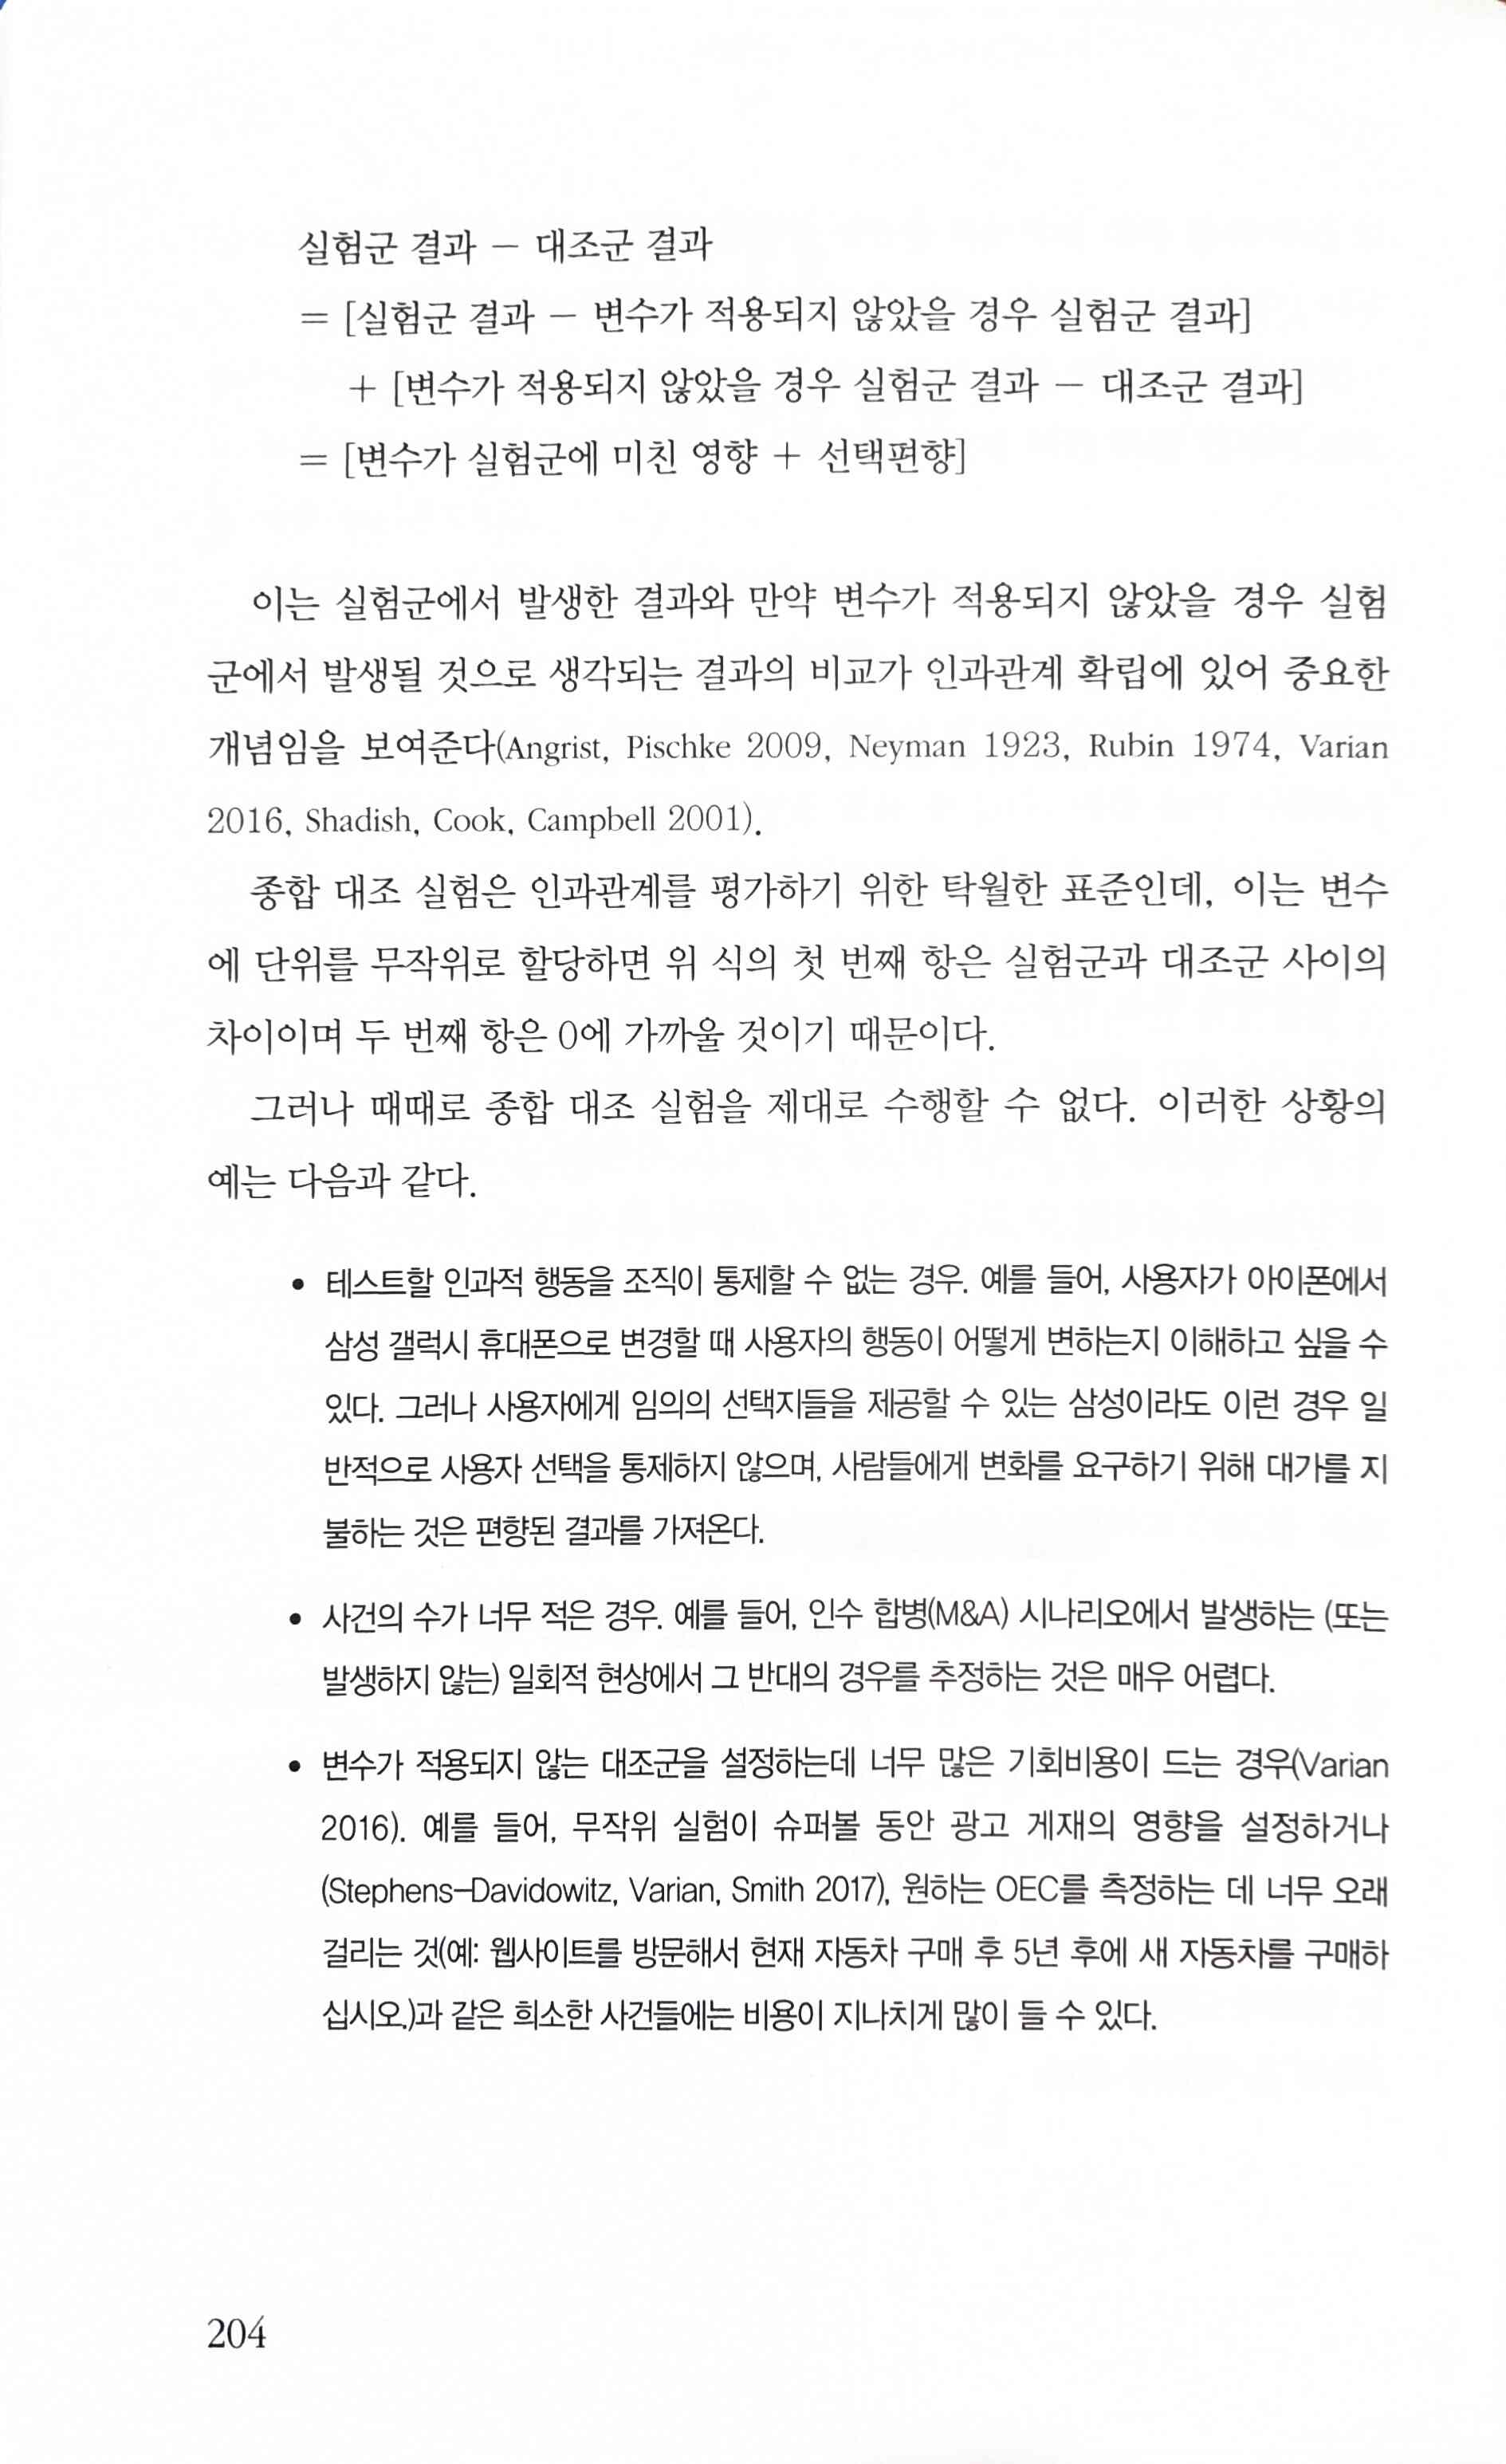 실험군 결과 − 대조군 결과
= [실험군 결과 − 변수가 적용되지 않았을 경우 실험군 결과]
+ [변수가 적용되지 않았을 경우 실험군 결과 − 대조군 결과]
= [변수가 실험군에 미친 영향 + 선택편향]
이는 실험군에서 발생한 결과와 만약 변수가 적용되지 않았을 경우 실험
군에서 발생될 것으로 생각되는 결과의 비교가 인과관계 확립에 있어 중요한
개념임을 보여준다(Angrist, Pischke 2009, Neyman 1923, Rubin 1974, Varian
2016, Shadish, Cook, Campbell 2001).
종합 대조 실험은 인과관계를 평가하기 위한 탁월한 표준인데, 이는 변수
에 단위를 무작위로 할당하면 위 식의 첫 번째 항은 실험군과 대조군 사이의
차이이며 두 번째 항은 0에 가까울 것이기 때문이다.
그러나 때때로 종합 대조 실험을 제대로 수행할 수 없다. 이러한 상황의
예는 다음과 같다.
• 테스트할 인과적 행동을 조직이 통제할 수 없는 경우. 예를 들어, 사용자가 아이폰에서
삼성 갤럭시 휴대폰으로 변경할 때 사용자의 행동이 어떻게 변하는지 이해하고 싶을 수
있다. 그러나 사용자에게 임의의 선택지들을 제공할 수 있는 삼성이라도 이런 경우 일
반적으로 사용자 선택을 통제하지 않으며, 사람들에게 변화를 요구하기 위해 대가를 지
불하는 것은 편향된 결과를 가져온다.
• 사건의 수가 너무 적은 경우. 예를 들어, 인수 합병(M&A) 시나리오에서 발생하는 (또는
발생하지 않는) 일회적 현상에서 그 반대의 경우를 추정하는 것은 매우 어렵다.
• 변수가 적용되지 않는 대조군을 설정하는데 너무 많은 기회비용이 드는 경우(Varian
2016). 예를 들어, 무작위 실험이 슈퍼볼 동안 광고 게재의 영향을 설정하거나
(Stephens–Davidowitz, Varian, Smith 2017), 원하는 OEC를 측정하는 데 너무 오래
걸리는 것(예: 웹사이트를 방문해서 현재 자동차 구매 후 5년 후에 새 자동차를 구매하
십시오.)과 같은 희소한 사건들에는 비용이 지나치게 많이 들 수 있다.
204